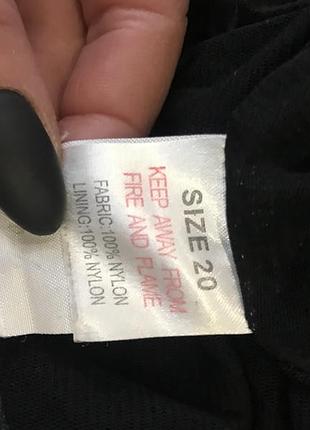 SIZE 20
KEEP AWAY FROM
FIRE AND FLAME
FABRIC:100% NYLON
LINING:100% NYLON